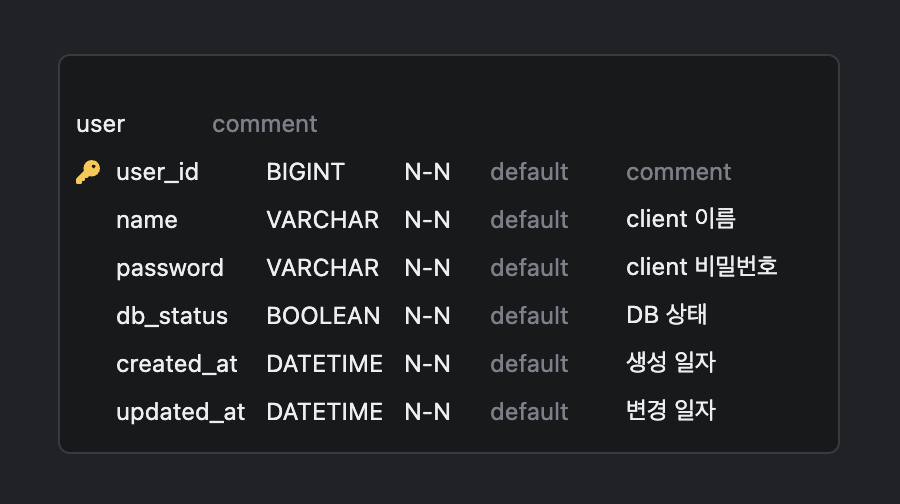 user comment
user_id BIGINT N-N default comment
name VARCHAR N-N default client 이름
password VARCHAR N-N default client 비밀번호
db_status BOOLEAN N-N default DB 상태
created_at DATETIME N-N default 생성 일자
updated_at DATETIME N-N default 변경 일자